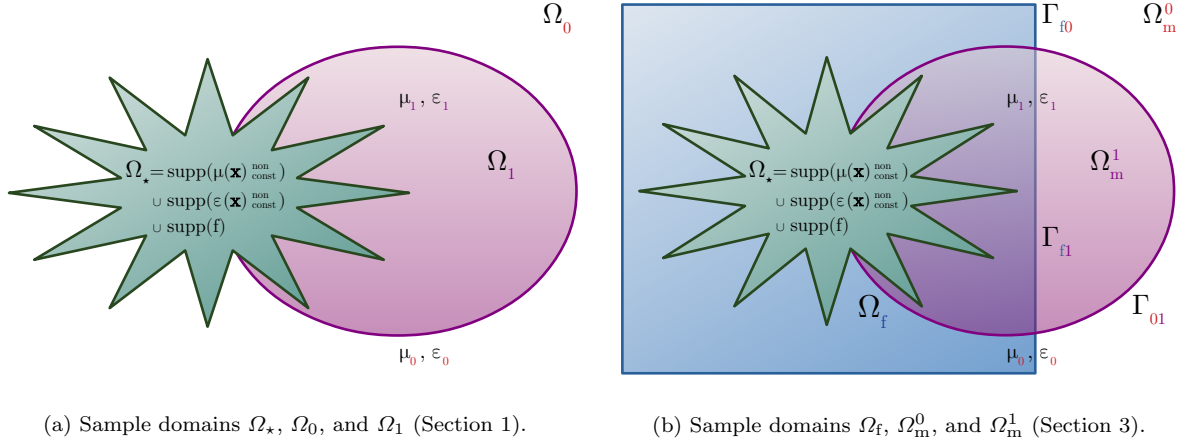 Ω₀
μ₁, ε₁
Ω₁
Ω⋆ = supp(μ(𝐱) non const)
∪ supp(ε(𝐱) non const)
∪ supp(f)
μ₀, ε₀
(a) Sample domains Ω⋆, Ω₀, and Ω₁ (Section 1).
Γf0
Ωm⁰
μ₁, ε₁
Ω⋆ = supp(μ(𝐱) non const)
∪ supp(ε(𝐱) non const)
∪ supp(f)
Ωm¹
Γf1
Ωf
Γ01
μ₀, ε₀
(b) Sample domains Ωf, Ωm⁰, and Ωm¹ (Section 3).